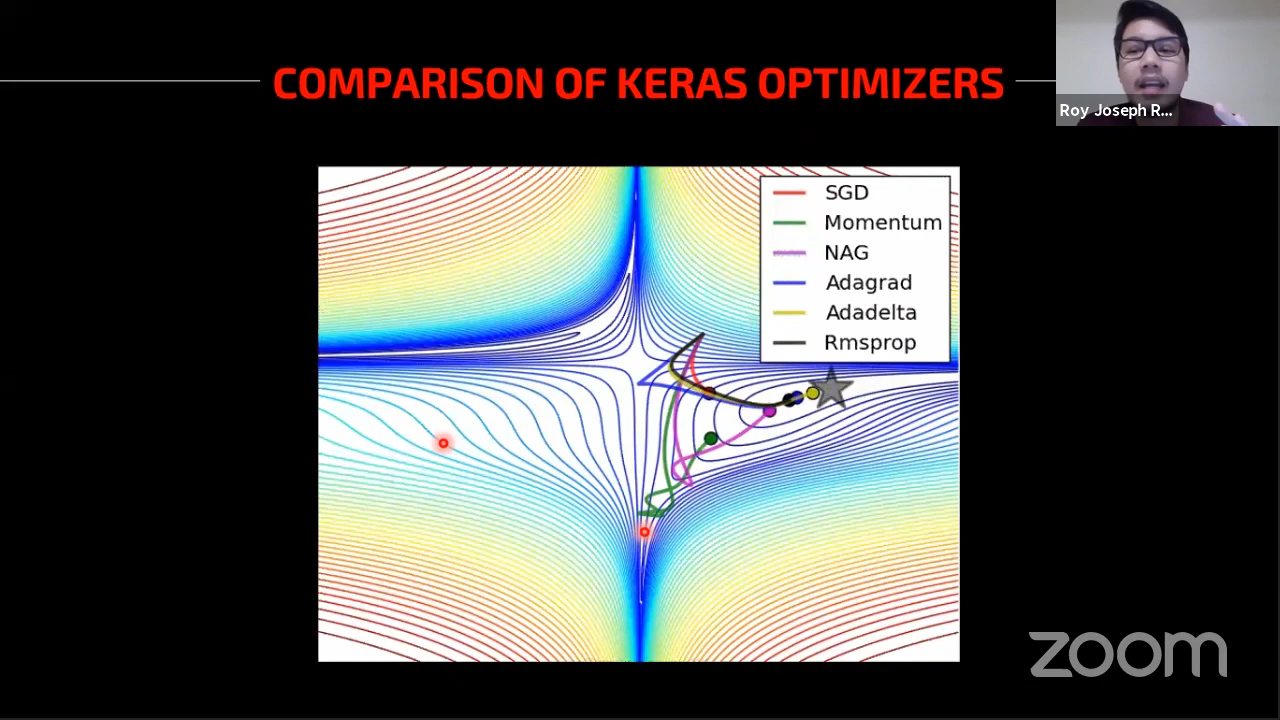 COMPARISON OF KERAS OPTIMIZERS
Roy Joseph R...
SGD
Momentum
NAG
Adagrad
Adadelta
Rmsprop
zoom